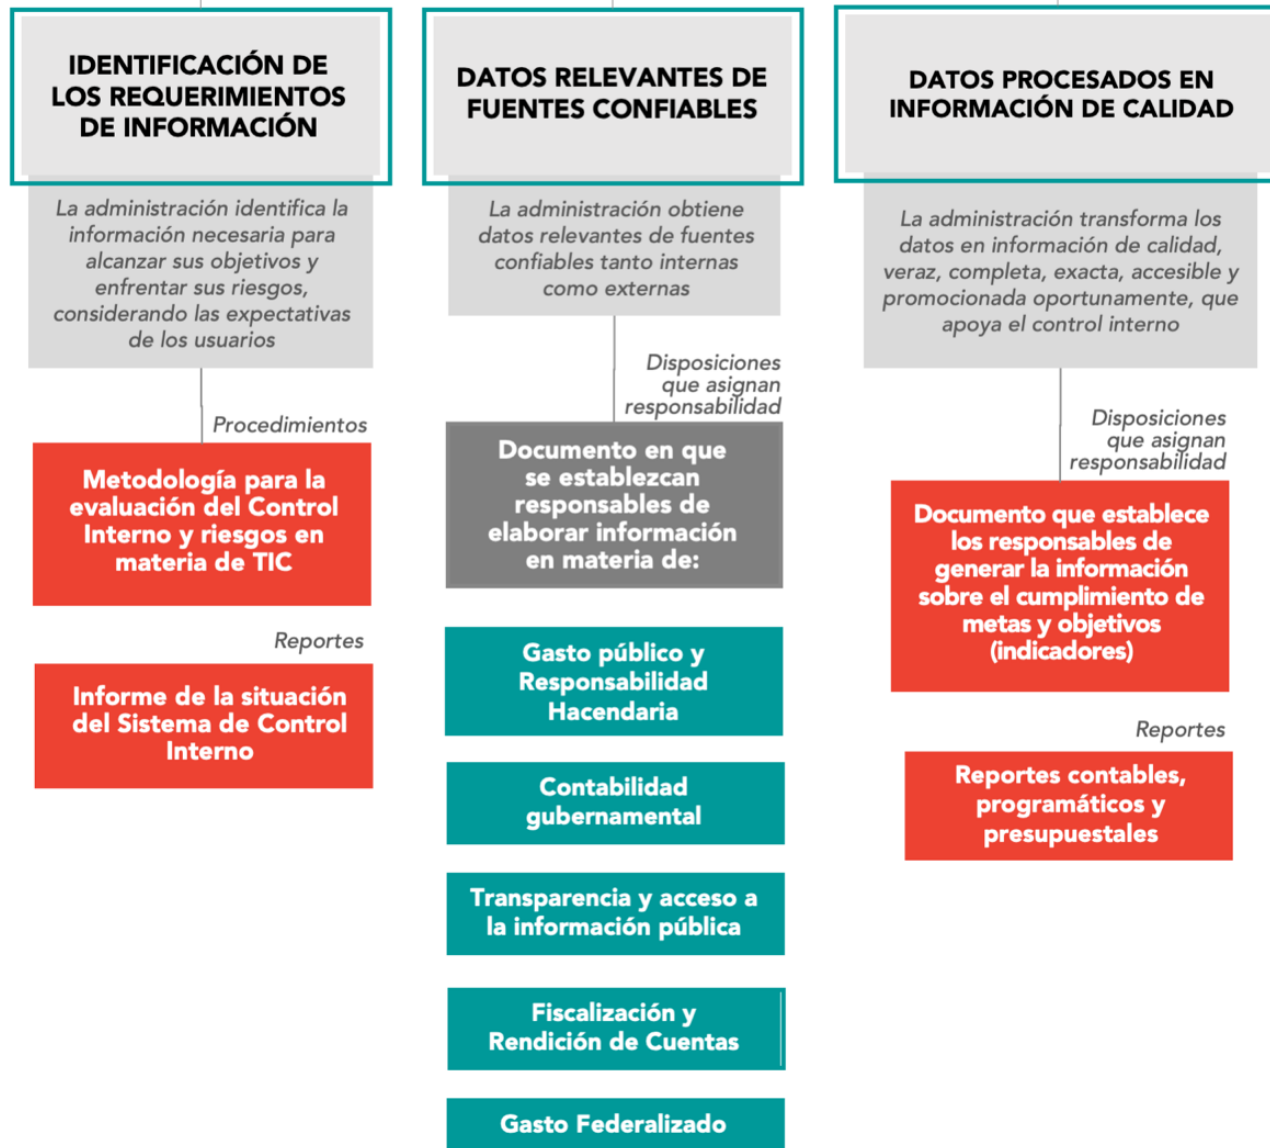 IDENTIFICACIÓN DE
LOS REQUERIMIENTOS
DE INFORMACIÓN
La administración identifica la
información necesaria para
alcanzar sus objetivos y
enfrentar sus riesgos,
considerando las expectativas
de los usuarios
Procedimientos
Metodología para la
evaluación del Control
Interno y riesgos en
materia de TIC
Reportes
Informe de la situación
del Sistema de Control
Interno
DATOS RELEVANTES DE
FUENTES CONFIABLES
La administración obtiene
datos relevantes de fuentes
confiables tanto internas
como externas
Disposiciones
que asignan
responsabilidad
Documento en que
se establezcan
responsables de
elaborar información
en materia de:
Gasto público y
Responsabilidad
Hacendaria
Contabilidad
gubernamental
Transparencia y acceso a
la información pública
Fiscalización y
Rendición de Cuentas
Gasto Federalizado
DATOS PROCESADOS EN
INFORMACIÓN DE CALIDAD
La administración transforma los
datos en información de calidad,
veraz, completa, exacta, accesible y
promocionada oportunamente, que
apoya el control interno
Disposiciones
que asignan
responsabilidad
Documento que establece
los responsables de
generar la información
sobre el cumplimiento de
metas y objetivos
(indicadores)
Reportes
Reportes contables,
programáticos y
presupuestales